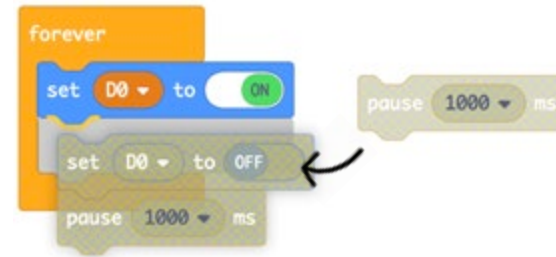 forever
set D0 to ON
pause 1000 ms
set D0 to OFF
pause 1000 ms